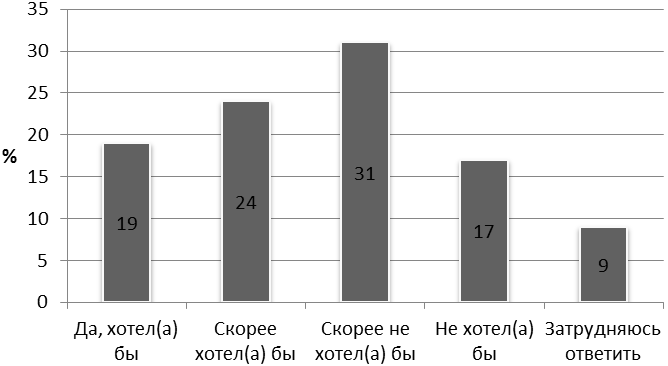 35
30
25
20
15
10
5
0
%
19
24
31
17
9
Да, хотел(а)
бы
Скорее
хотел(а) бы
Скорее не
хотел(а) бы
Не хотел(а)
бы
Затрудняюсь
ответить